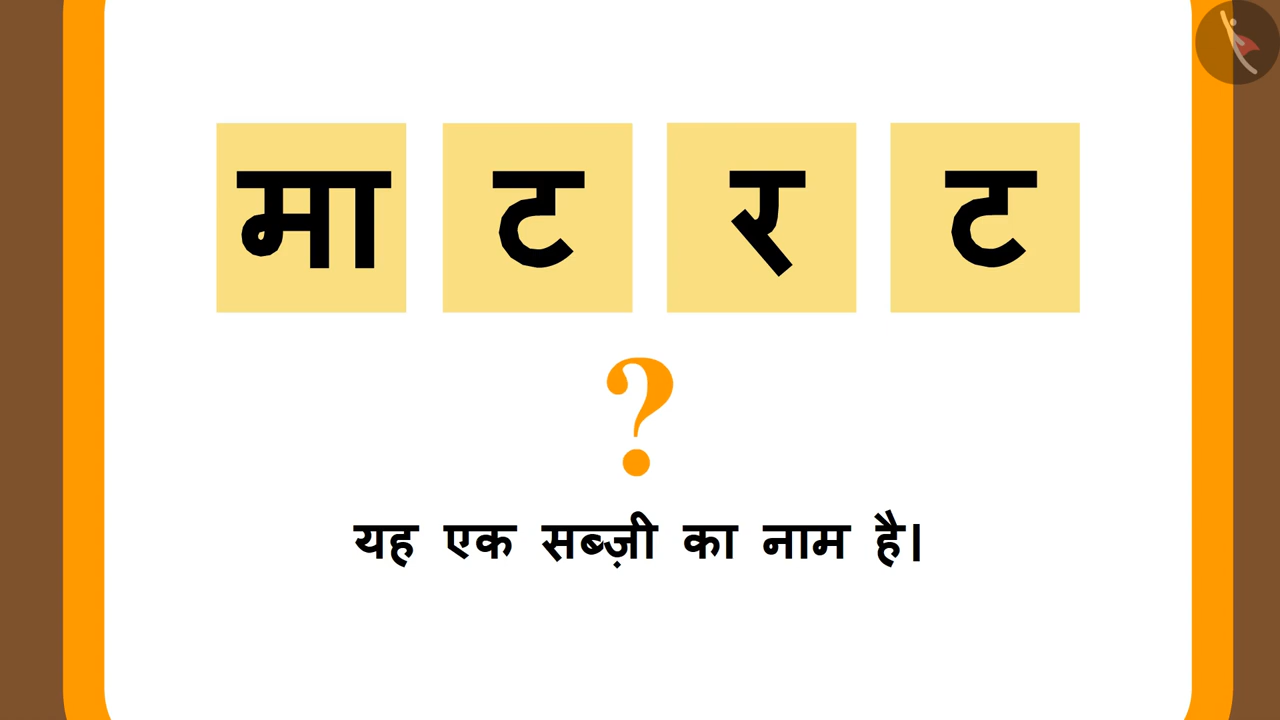 मा ट र ट
?
यह एक सब्ज़ी का नाम है।